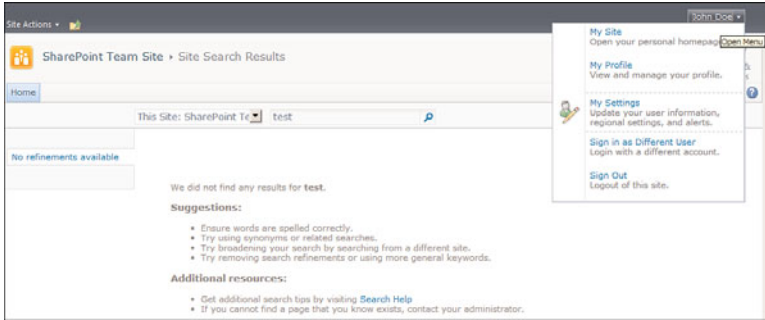 Site Actions
John Doe
SharePoint Team Site › Site Search Results
My Site
Open your personal homepag
Open Menu
My Profile
View and manage your profile.
Home
My Settings
Update your user information,
regional settings, and alerts.
This Site: SharePoint Te
test
Sign in as Different User
Login with a different account.
No refinements available
Sign Out
Logout of this site.
We did not find any results for test.
Suggestions:
• Ensure words are spelled correctly.
• Try using synonyms or related searches.
• Try broadening your search by searching from a different site.
• Try removing search refinements or using more general keywords.
Additional resources:
• Get additional search tips by visiting Search Help
• If you cannot find a page that you know exists, contact your administrator.